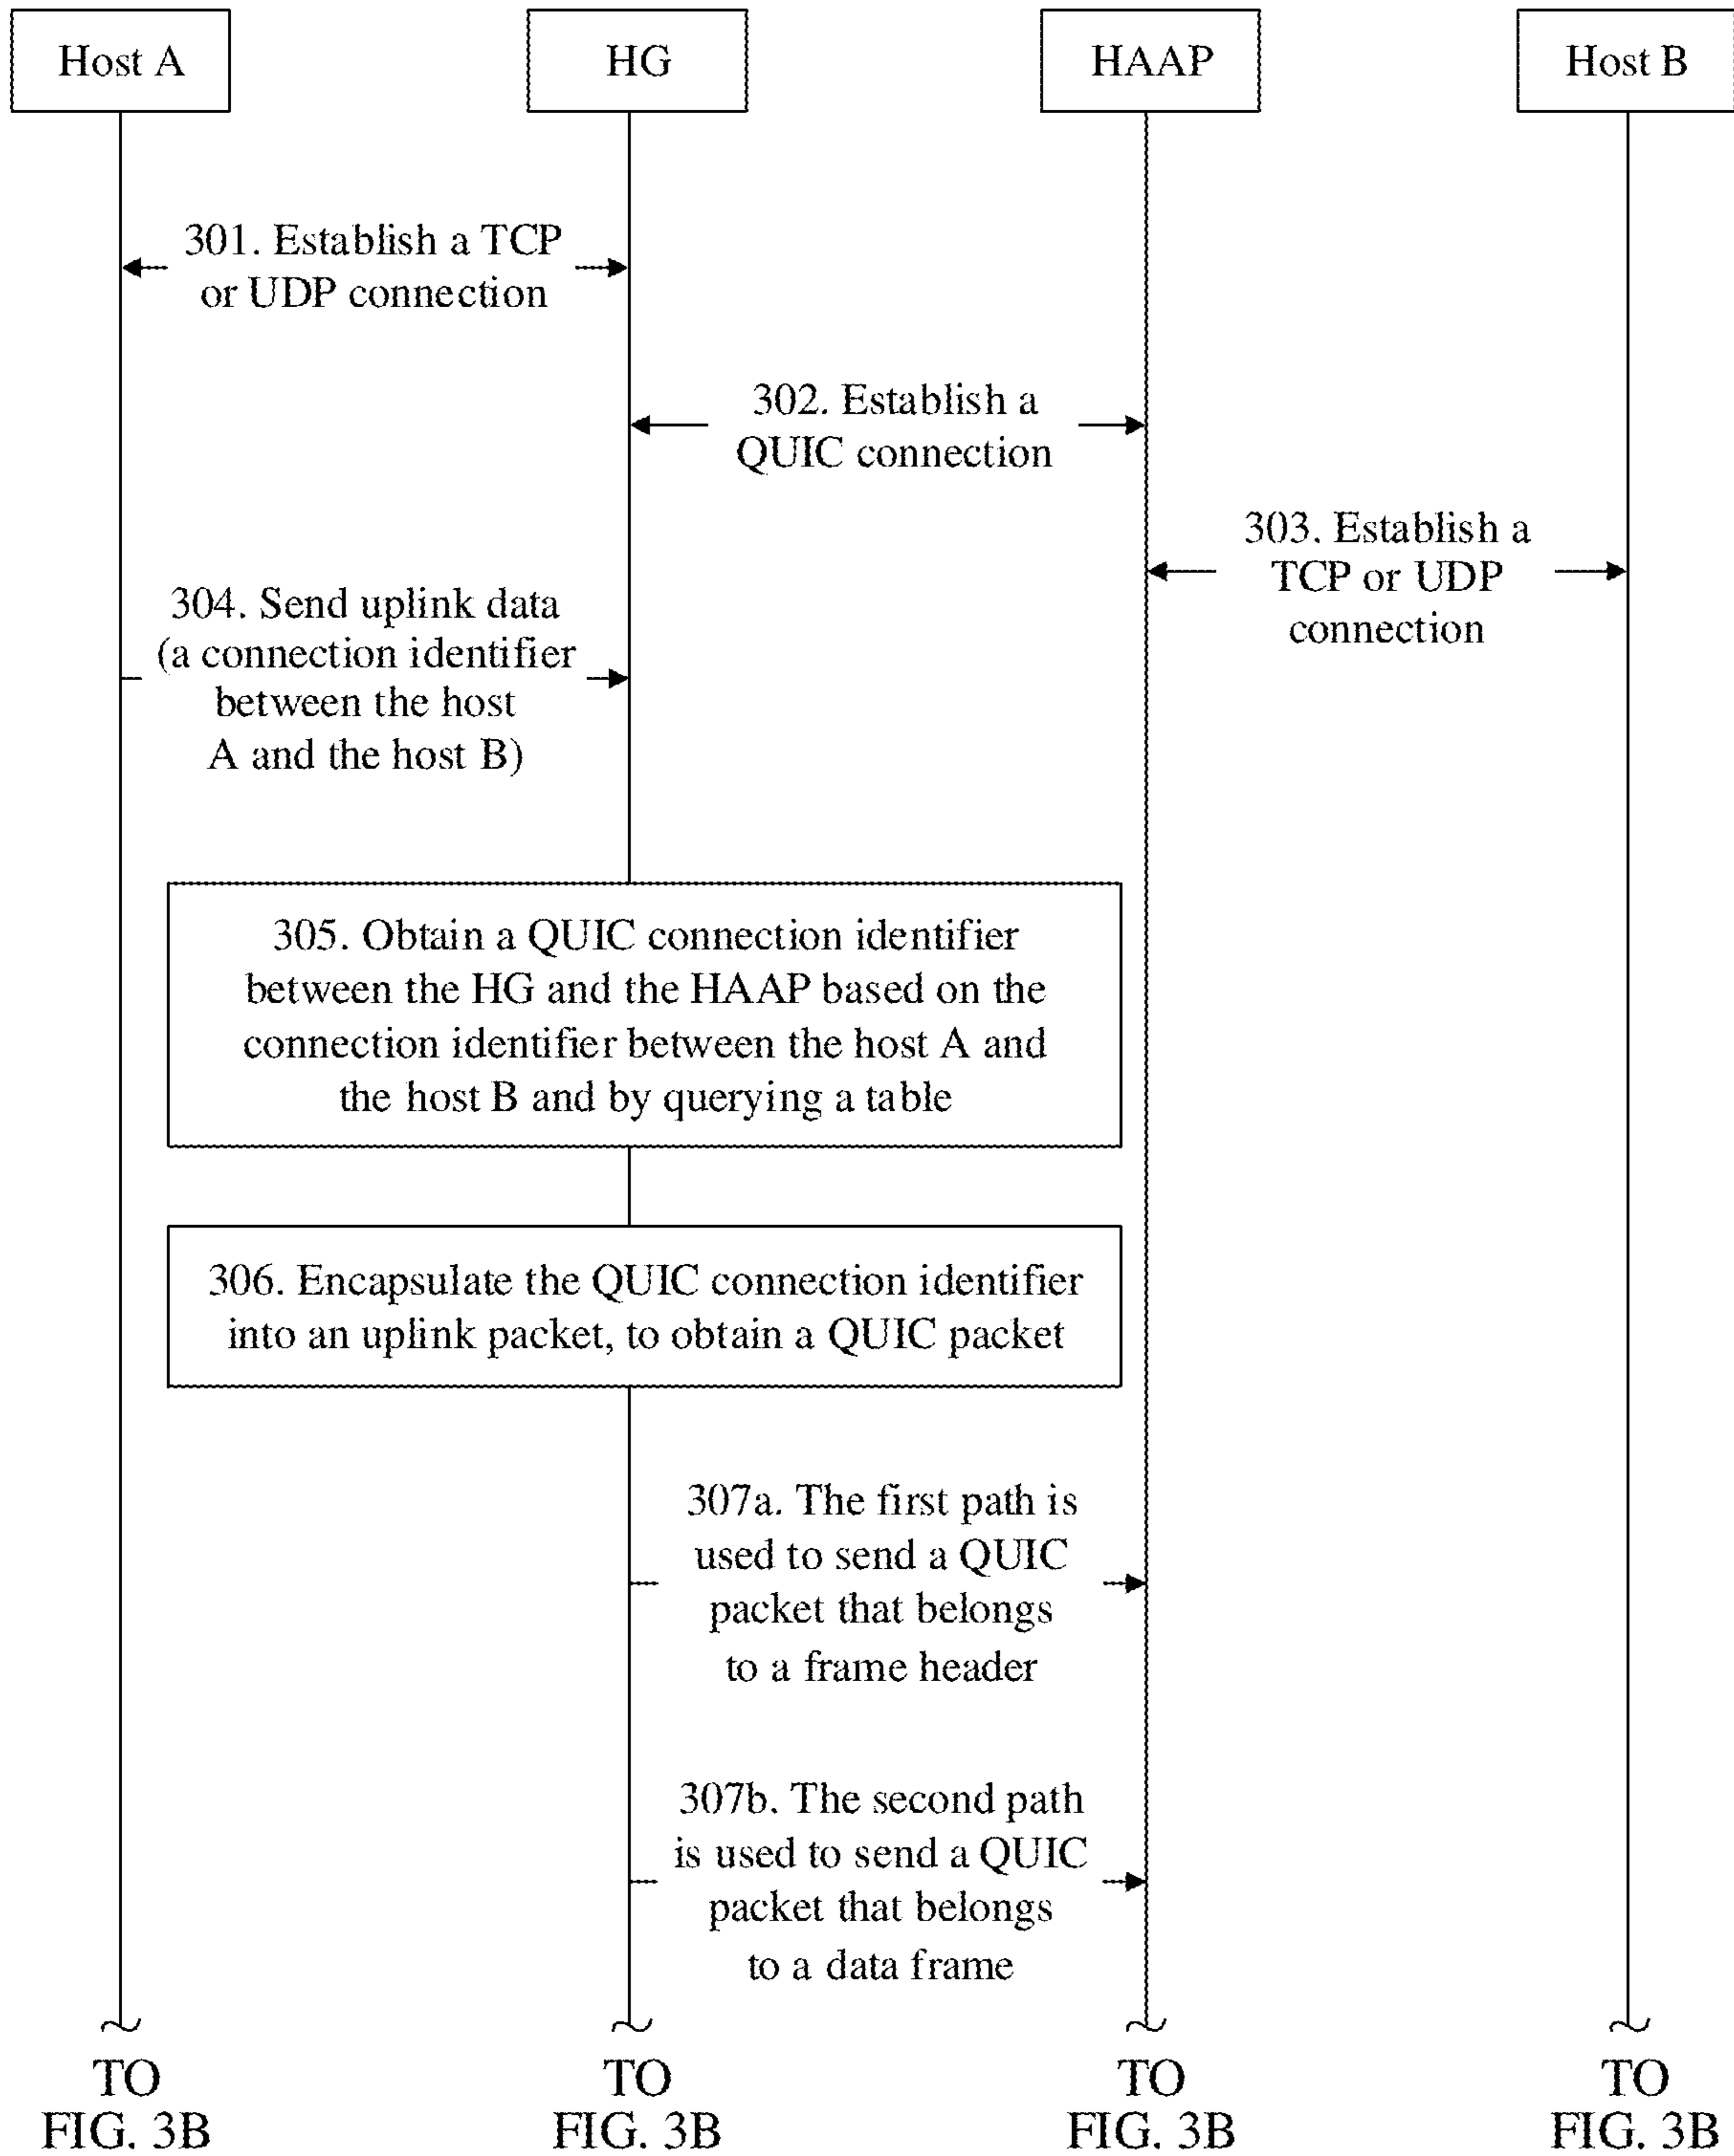 Host A
HG
HAAP
Host B
301. Establish a TCP
or UDP connection
302. Establish a
QUIC connection
303. Establish a
TCP or UDP
connection
304. Send uplink data
(a connection identifier
between the host
A and the host B)
305. Obtain a QUIC connection identifier
between the HG and the HAAP based on the
connection identifier between the host A and
the host B and by querying a table
306. Encapsulate the QUIC connection identifier
into an uplink packet, to obtain a QUIC packet
307a. The first path is
used to send a QUIC
packet that belongs
to a frame header
307b. The second path
is used to send a QUIC
packet that belongs
to a data frame
TO
FIG. 3B
TO
FIG. 3B
TO
FIG. 3B
TO
FIG. 3B